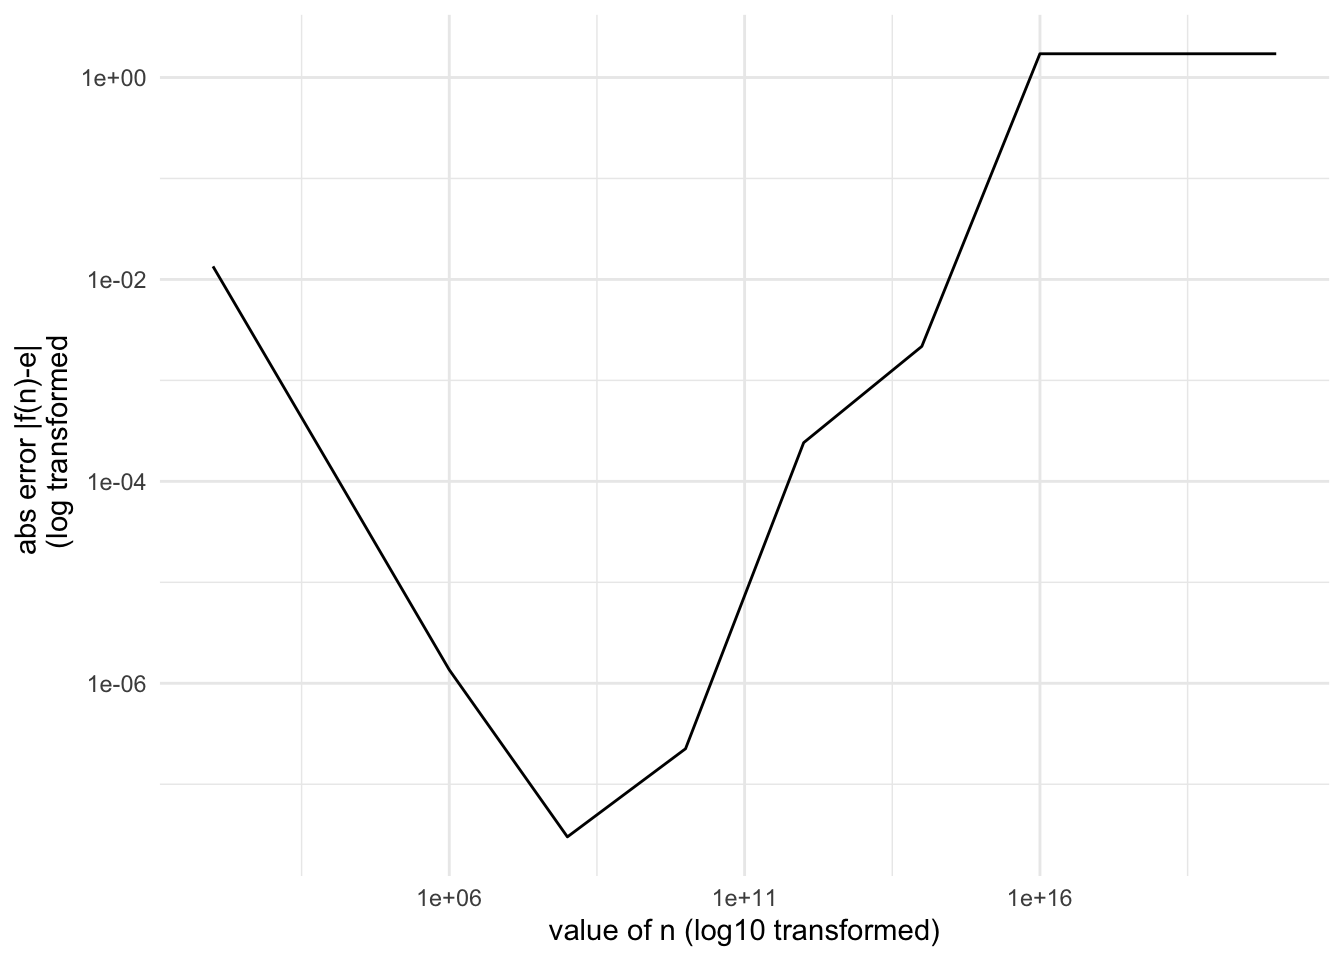 1e+00
1e-02
1e-04
1e-06
abs error |f(n)-e|
(log transformed
1e+06
1e+11
1e+16
value of n (log10 transformed)